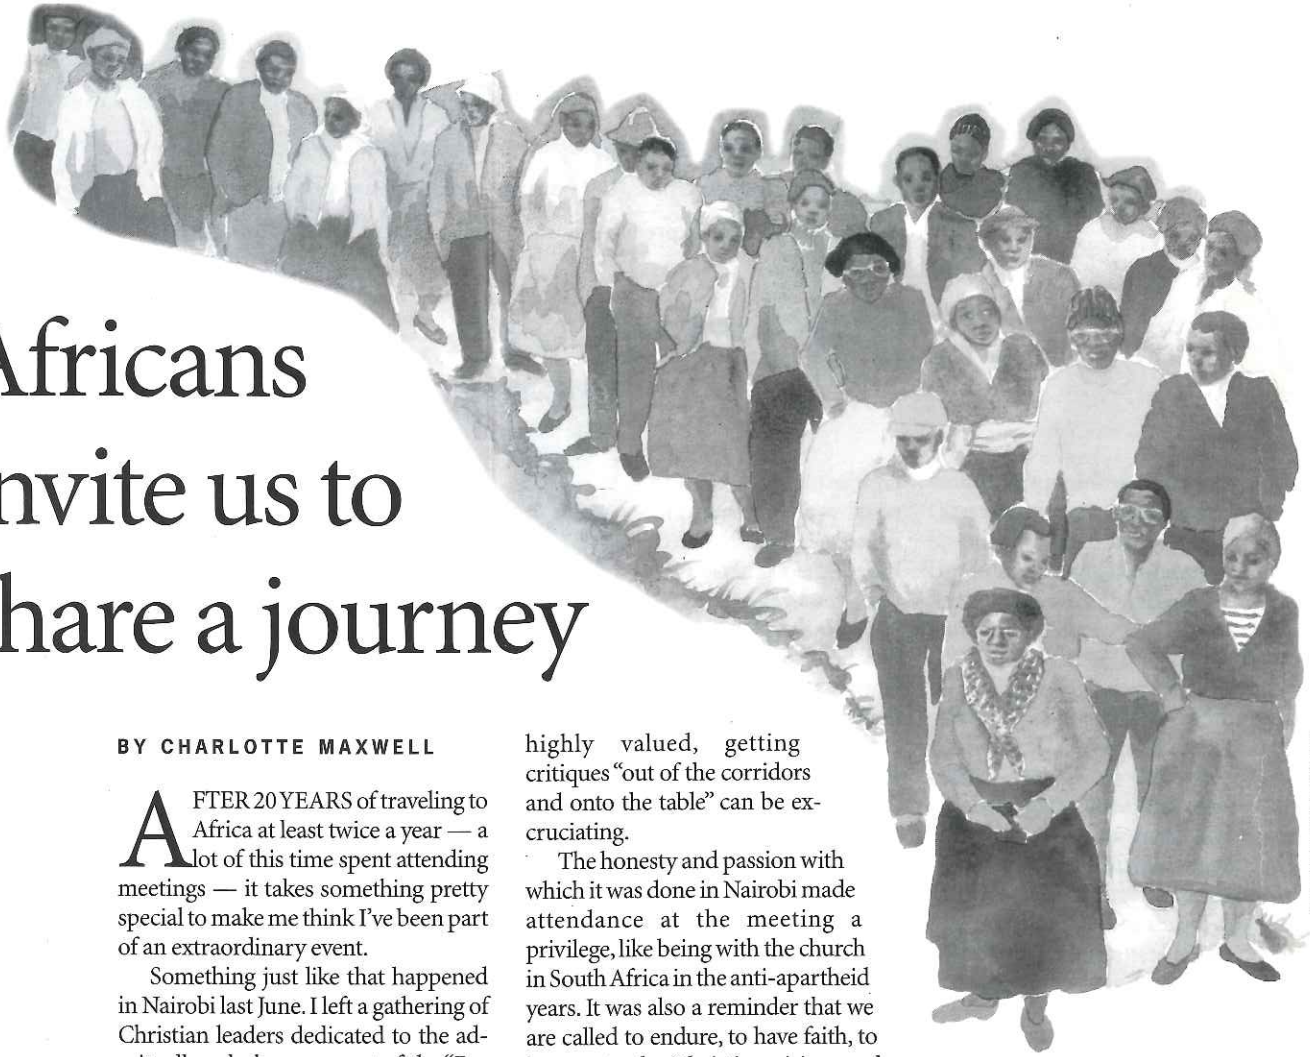 Africans
nvite us to
hare a journey
BY CHARLOTTE MAXWELL
AFTER 20 YEARS of traveling to
Africa at least twice a year — a
lot of this time spent attending
meetings — it takes something pretty
special to make me think I've been part
of an extraordinary event.
Something just like that happened
in Nairobi last June. I left a gathering of
Christian leaders dedicated to the ad-
highly valued, getting
critiques “out of the corridors
and onto the table” can be ex-
cruciating.
The honesty and passion with
which it was done in Nairobi made
attendance at the meeting a
privilege, like being with the church
in South Africa in the anti-apartheid
years. It was also a reminder that we
are called to endure, to have faith, to